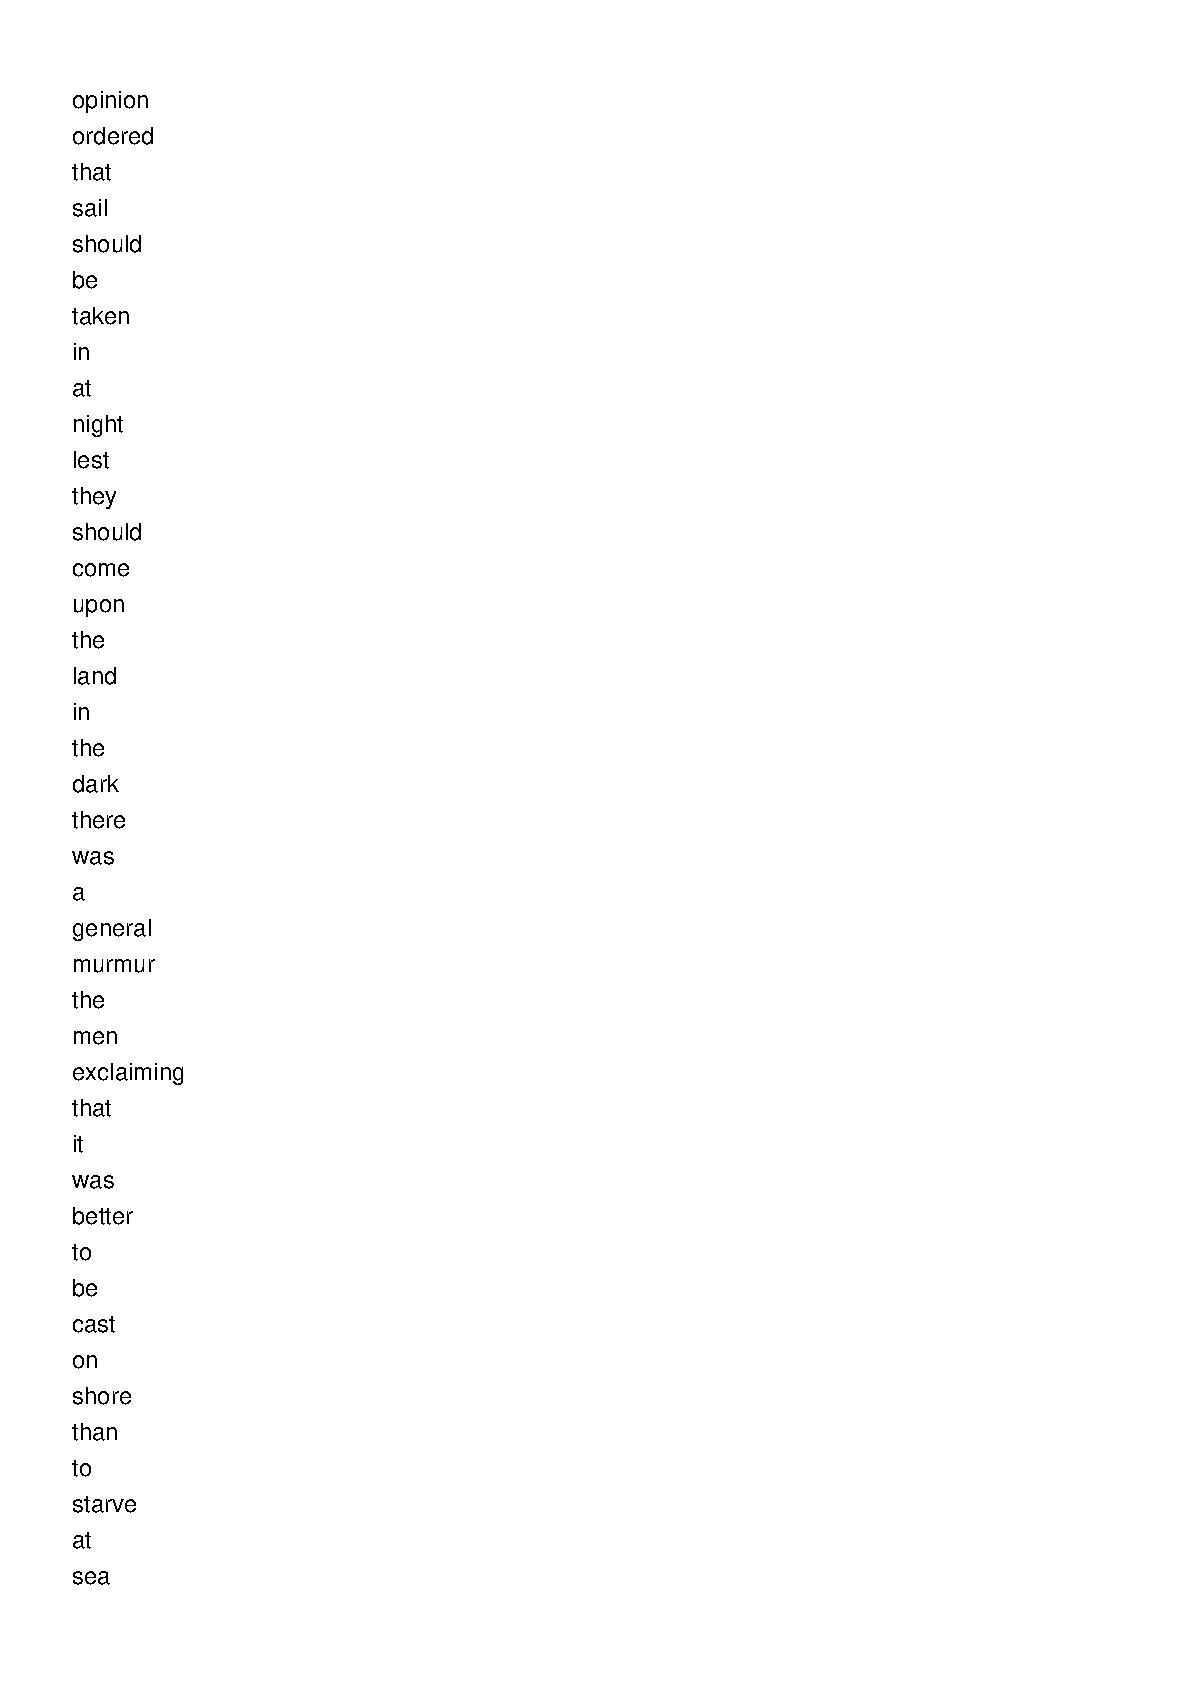 opinion
ordered
that
sail
should
be
taken
in
at
night
lest
they
should
come
upon
the
land
in
the
dark
there
was
a
general
murmur
the
men
exclaiming
that
it
was
better
to
be
cast
on
shore
than
to
starve
at
sea